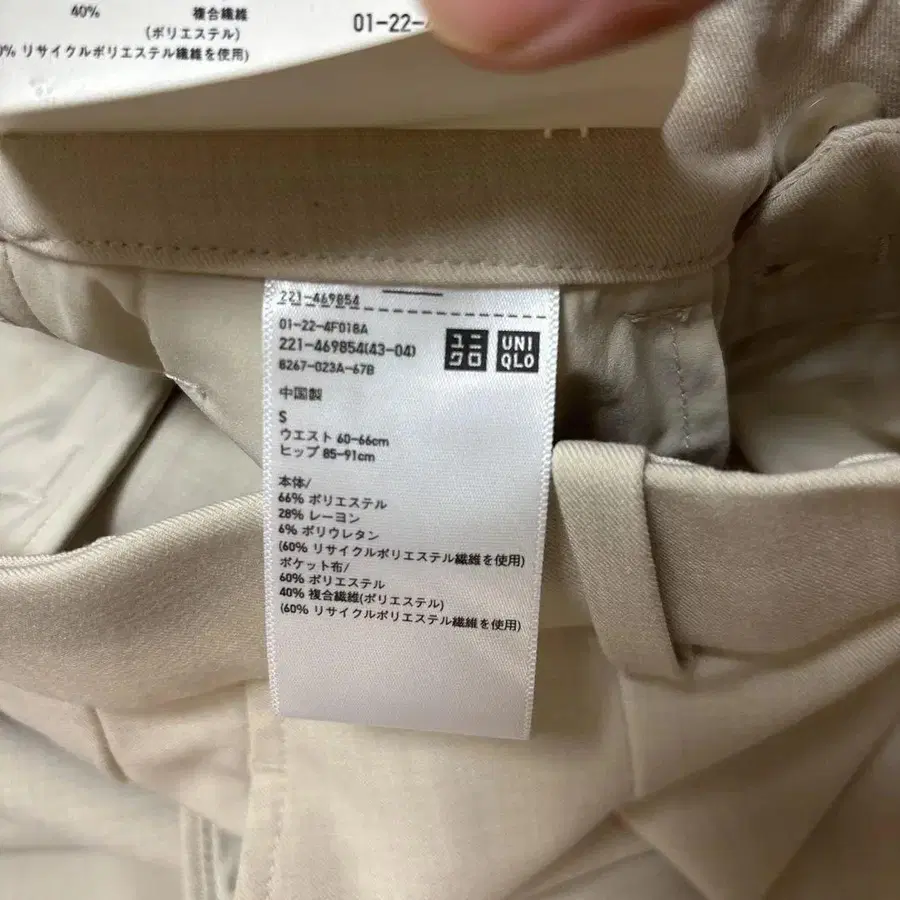 40% 複合繊維
(ポリエステル)
% リサイクルポリエステル繊維を使用)
01-22-
221-469854
01-22-4F018A
221-469854(43-04)
8267-023A-67B
ユニ
クロ
UNI
QLO
中国製
S
ウエスト 60-66cm
ヒップ 85-91cm
本体/
66% ポリエステル
28% レーヨン
6% ポリウレタン
(60% リサイクルポリエステル繊維を使用)
ポケット布/
60% ポリエステル
40% 複合繊維(ポリエステル)
(60% リサイクルポリエステル繊維を使用)